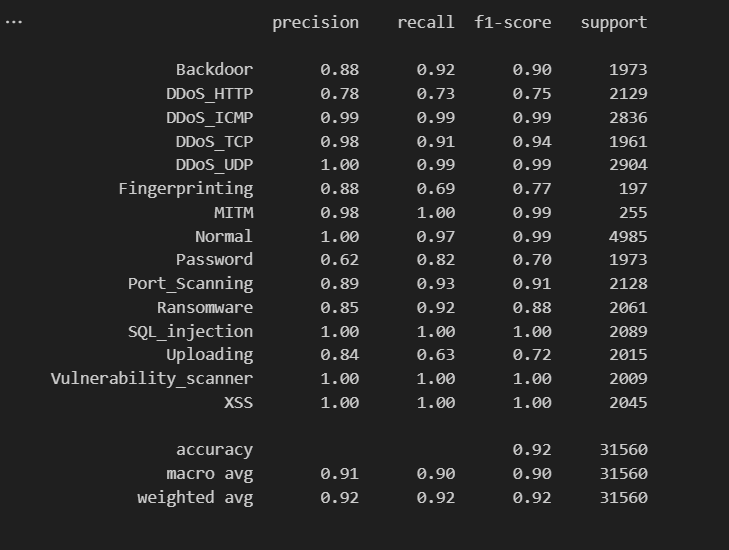 ...
precision recall f1-score support
Backdoor 0.88 0.92 0.90 1973
DDoS_HTTP 0.78 0.73 0.75 2129
DDoS_ICMP 0.99 0.99 0.99 2836
DDoS_TCP 0.98 0.91 0.94 1961
DDoS_UDP 1.00 0.99 0.99 2904
Fingerprinting 0.88 0.69 0.77 197
MITM 0.98 1.00 0.99 255
Normal 1.00 0.97 0.99 4985
Password 0.62 0.82 0.70 1973
Port_Scanning 0.89 0.93 0.91 2128
Ransomware 0.85 0.92 0.88 2061
SQL_injection 1.00 1.00 1.00 2089
Uploading 0.84 0.63 0.72 2015
Vulnerability_scanner 1.00 1.00 1.00 2009
XSS 1.00 1.00 1.00 2045
accuracy 0.92 31560
macro avg 0.91 0.90 0.90 31560
weighted avg 0.92 0.92 0.92 31560